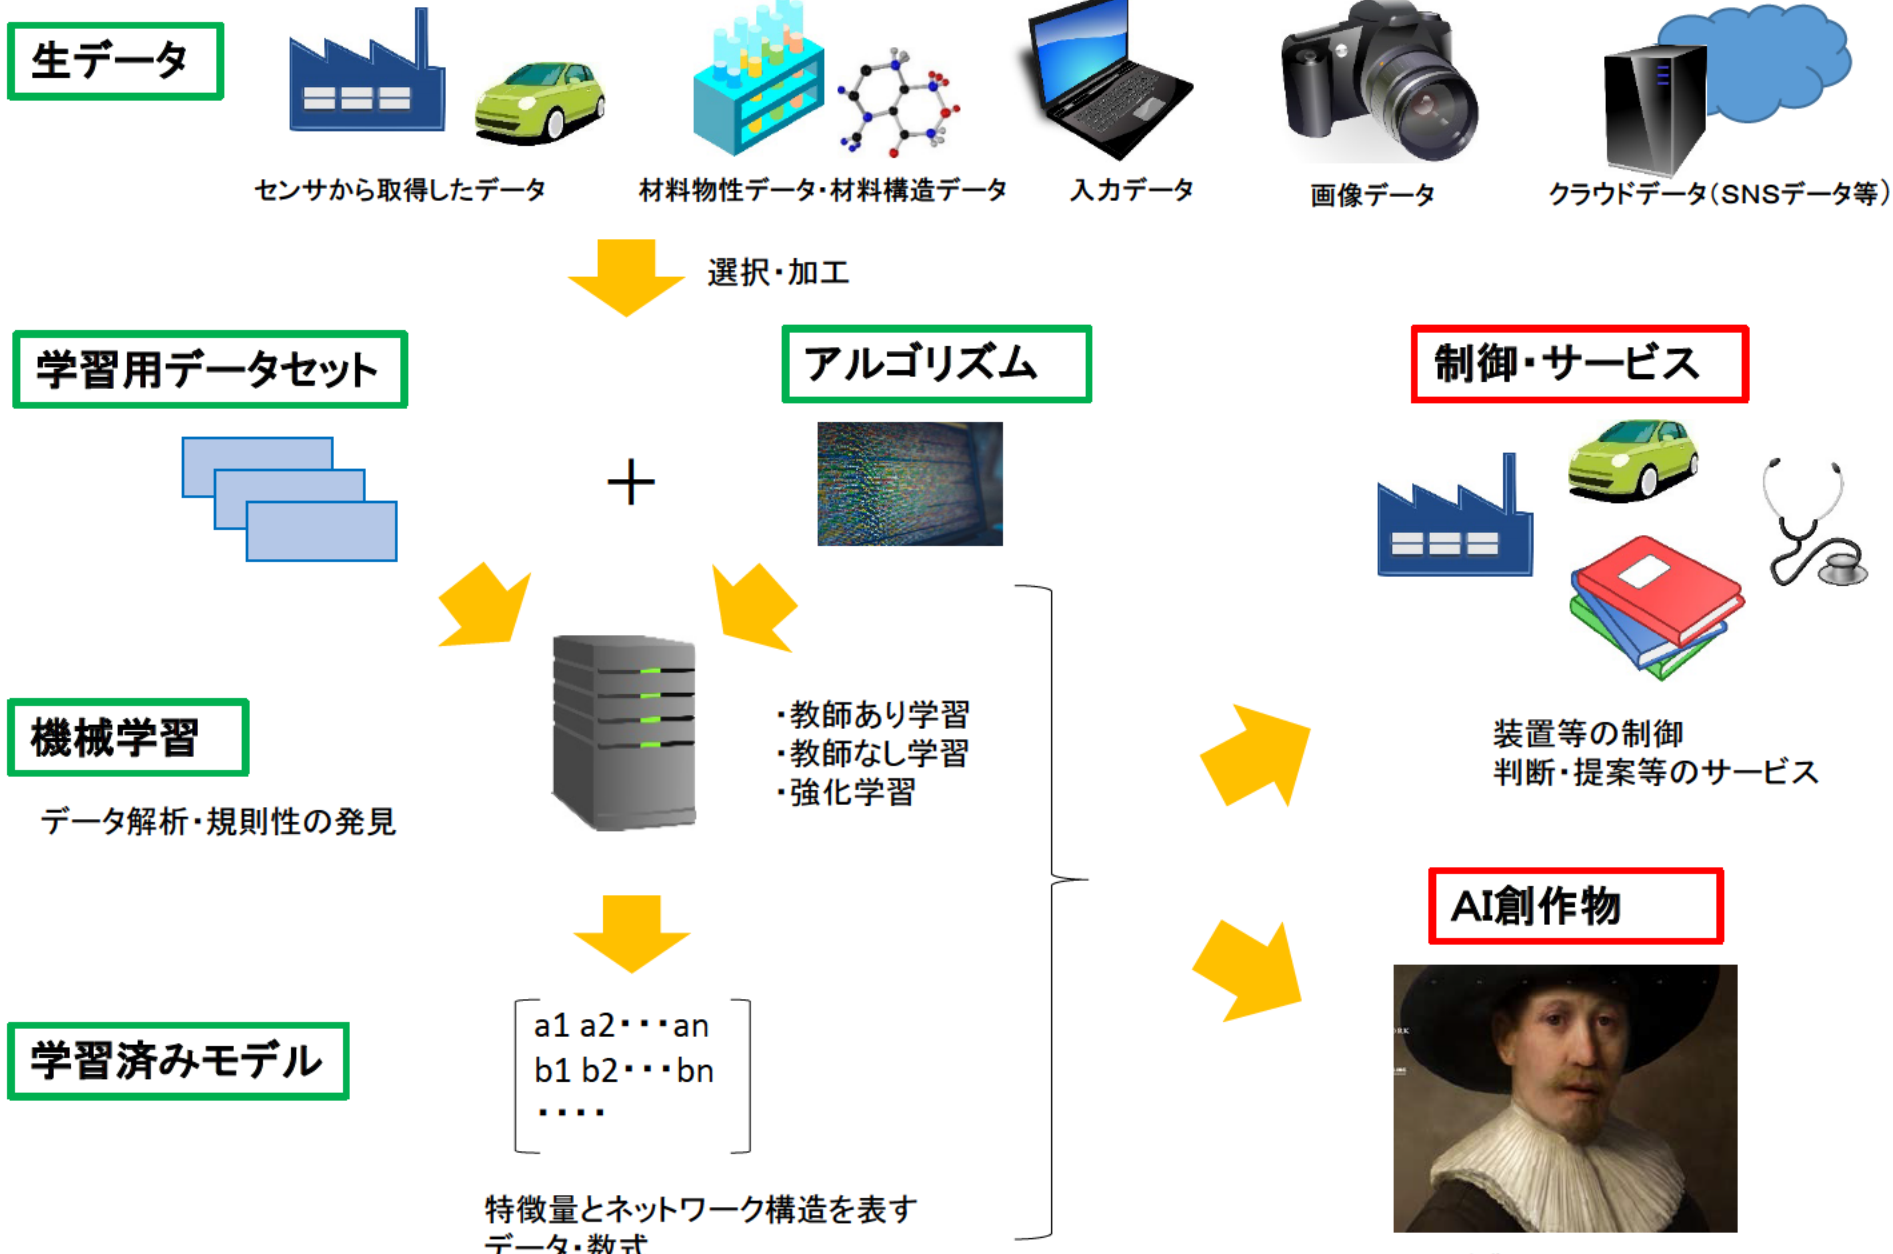 生データ
センサから取得したデータ
材料物性データ・材料構造データ
入力データ
画像データ
クラウドデータ(SNSデータ等)
選択・加工
学習用データセット
＋
アルゴリズム
制御・サービス
機械学習
データ解析・規則性の発見
・教師あり学習
・教師なし学習
・強化学習
装置等の制御
判断・提案等のサービス
AI創作物
学習済みモデル
a1 a2・・・an
b1 b2・・・bn
・・・・
特徴量とネットワーク構造を表す
データ・数式